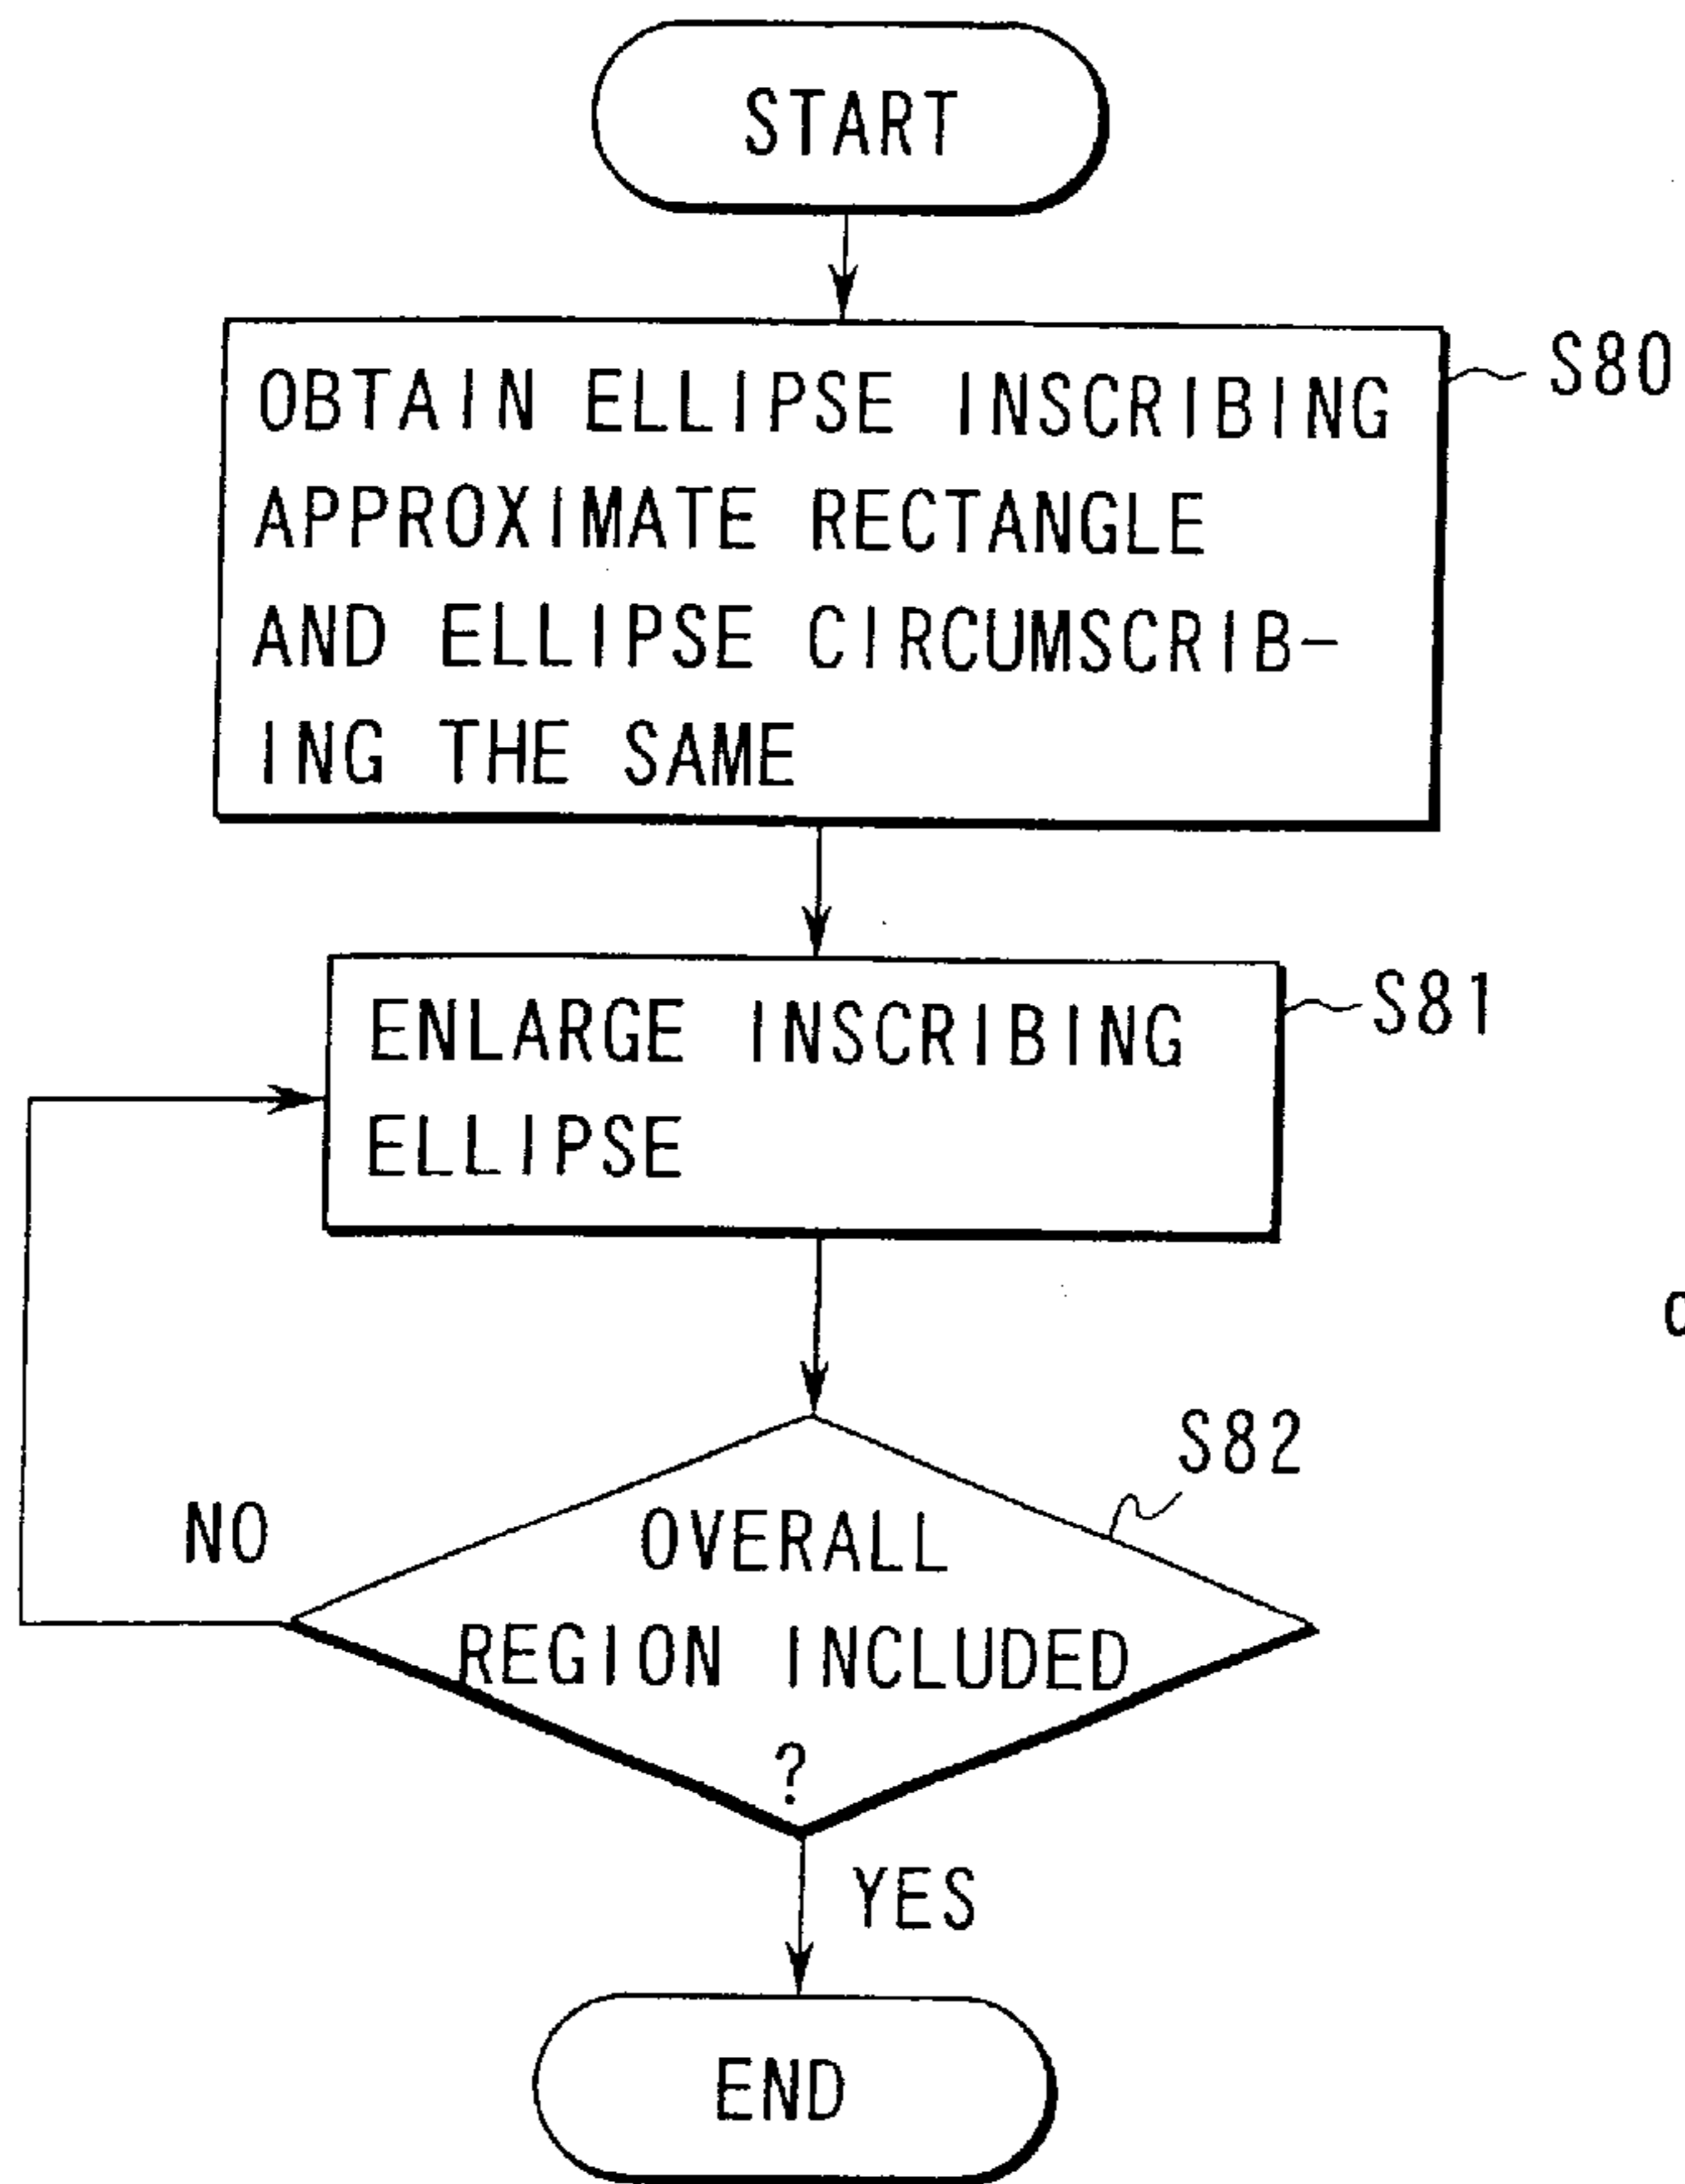 START
OBTAIN ELLIPSE INSCRIBING
APPROXIMATE RECTANGLE
AND ELLIPSE CIRCUMSCRIB-
ING THE SAME
S80
ENLARGE INSCRIBING
ELLIPSE
S81
S82
NO
OVERALL
REGION INCLUDED
?
YES
END